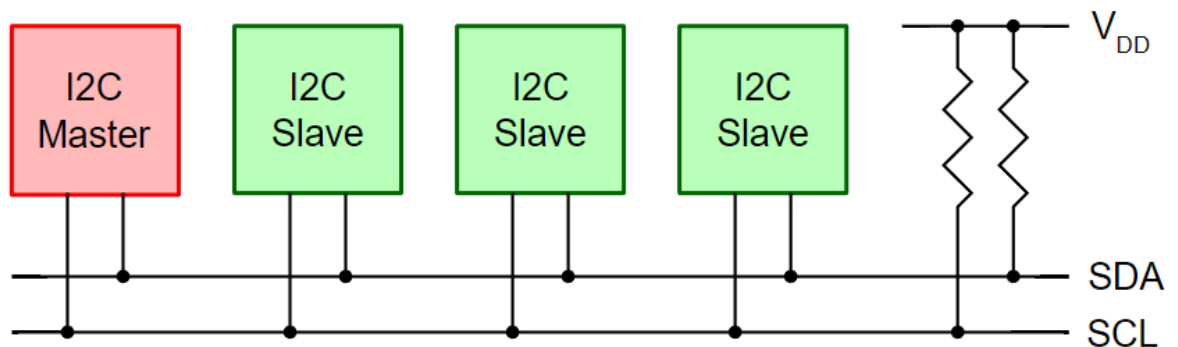 I2C
Master
I2C
Slave
I2C
Slave
I2C
Slave
VDD
SDA
SCL